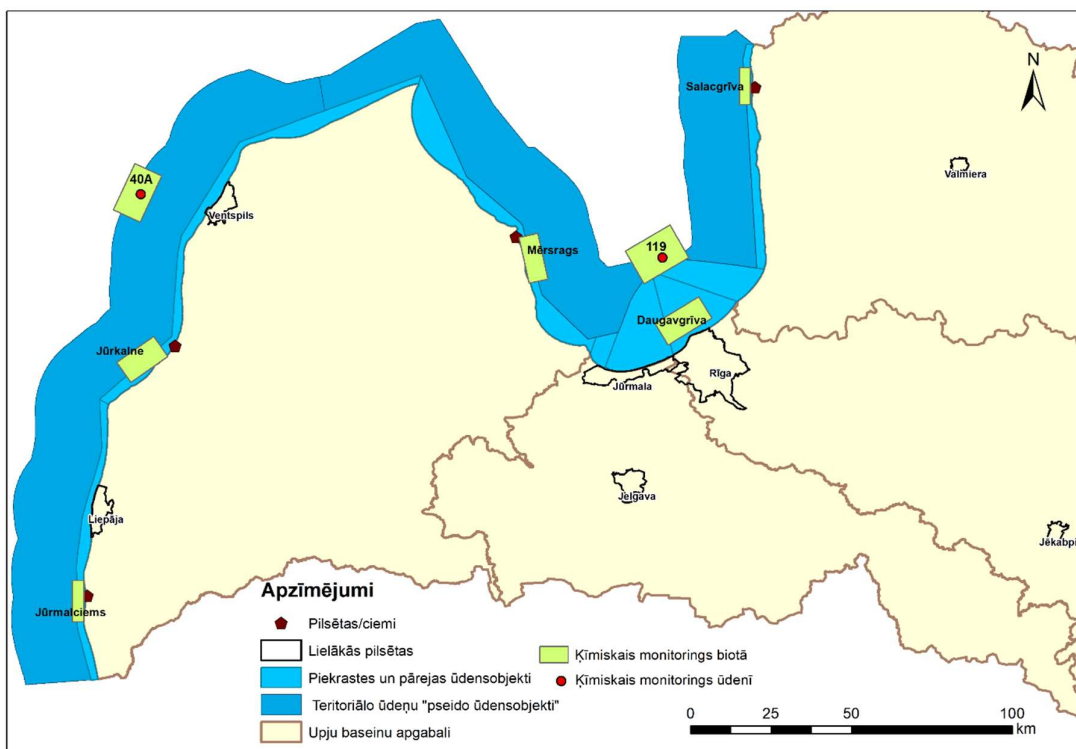 N
Salacgrīva
Valmiera
40A
Ventspils
Mērsrags
119
Daugavgrīva
Jūrkalne
Rīga
Jūrmala
Jelgava
Liepāja
Jēkabpi
Jūrmalciems
Apzīmējumi
Pilsētas/ciemi
Lielākās pilsētas
Piekrastes un pārejas ūdensobjekti
Teritoriālo ūdeņu "pseido ūdensobjekti"
Upju baseinu apgabali
Ķīmiskais monitorings biotā
Ķīmiskais monitorings ūdenī
0 25 50 100
km